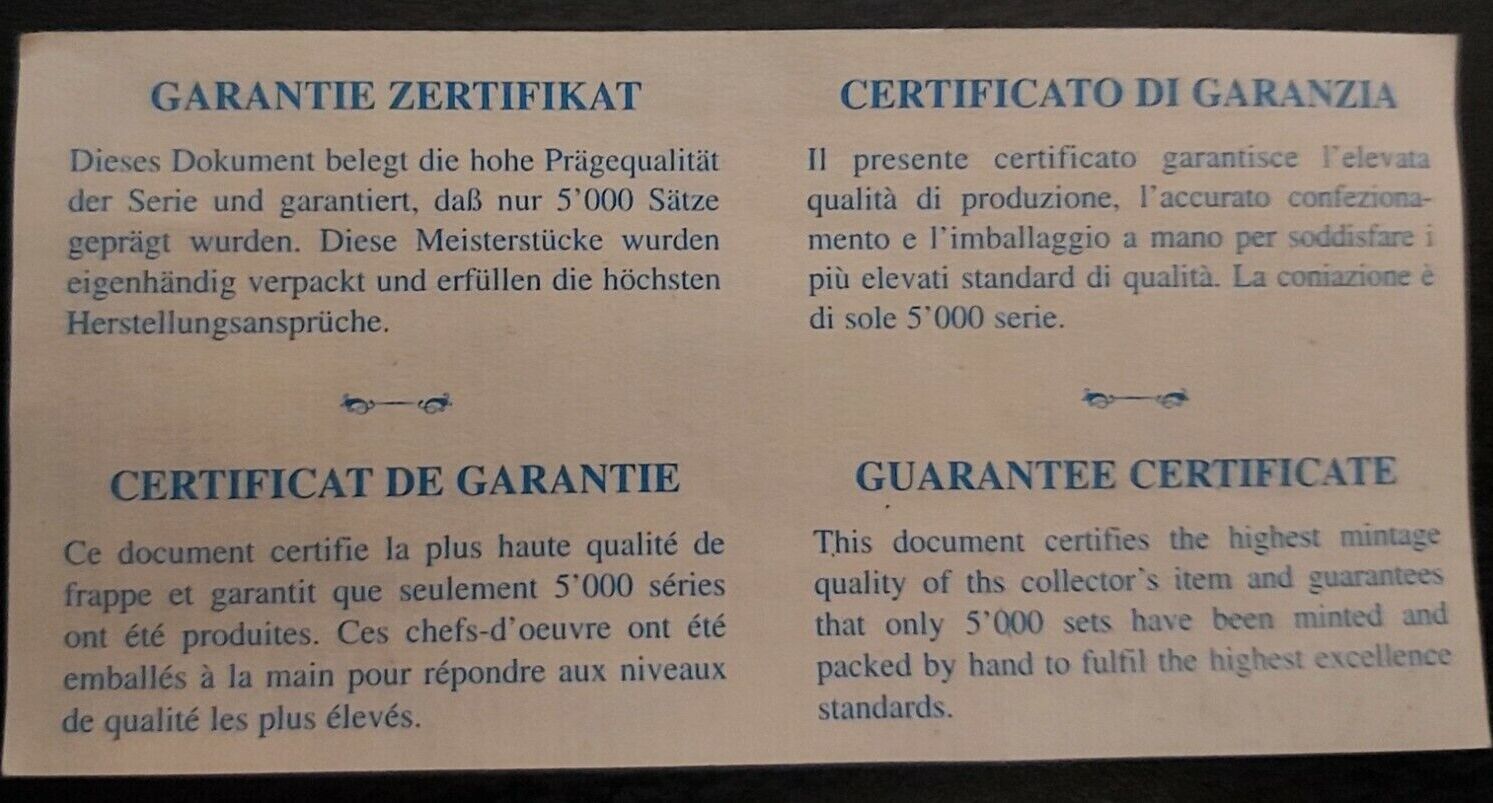 GARANTIE ZERTIFIKAT
Dieses Dokument belegt die hohe Prägequalität
der Serie und garantiert, daß nur 5'000 Sätze
geprägt wurden. Diese Meisterstücke wurden
eigenhändig verpackt und erfüllen die höchsten
Herstellungsansprüche.
CERTIFICAT DE GARANTIE
Ce document certifie la plus haute qualité de
frappe et garantit que seulement 5'000 séries
ont été produites. Ces chefs-d'oeuvre ont été
emballés à la main pour répondre aux niveaux
de qualité les plus élevés.
CERTIFICATO DI GARANZIA
Il presente certificato garantisce l'elevata
qualità di produzione, l'accurato confeziona-
mento e l'imballaggio a mano per soddisfare i
più elevati standard di qualità. La coniazione è
di sole 5'000 serie.
GUARANTEE CERTIFICATE
This document certifies the highest mintage
quality of ths collector's item and guarantees
that only 5'000 sets have been minted and
packed by hand to fulfil the highest excellence
standards.